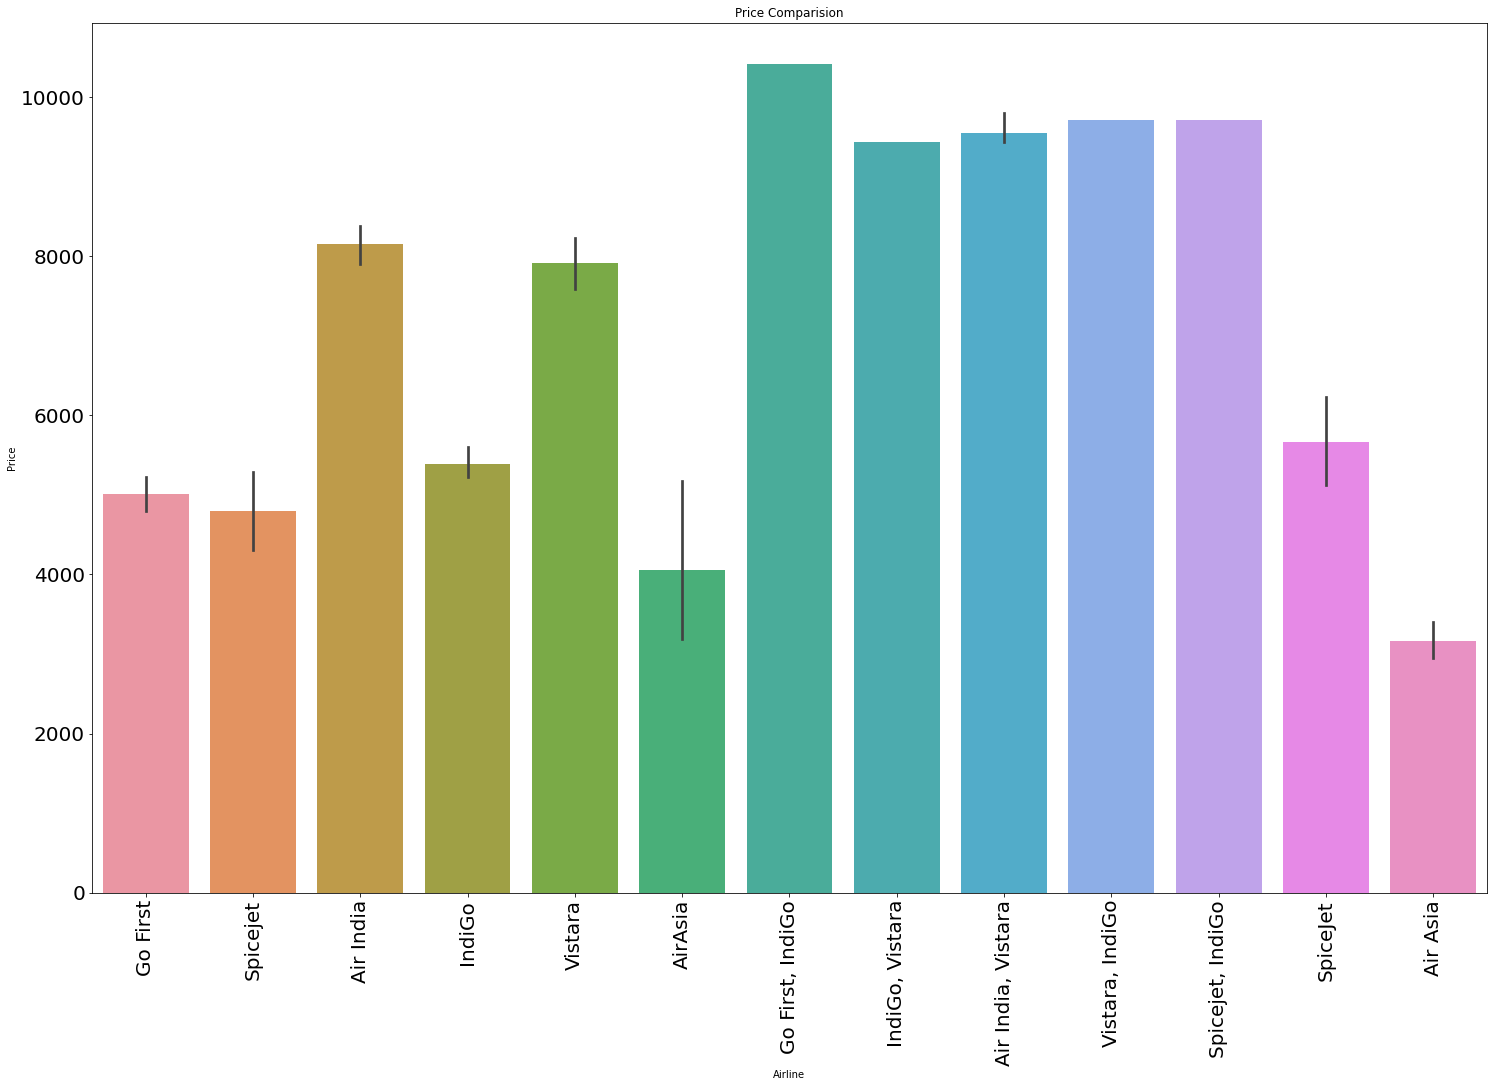 Price Comparision
10000
8000
6000
4000
2000
0
Price
Go First
Spicejet
Air India
IndiGo
Vistara
AirAsia
Go First, IndiGo
IndiGo, Vistara
Air India, Vistara
Vistara, IndiGo
Spicejet, IndiGo
SpiceJet
Air Asia
Airline